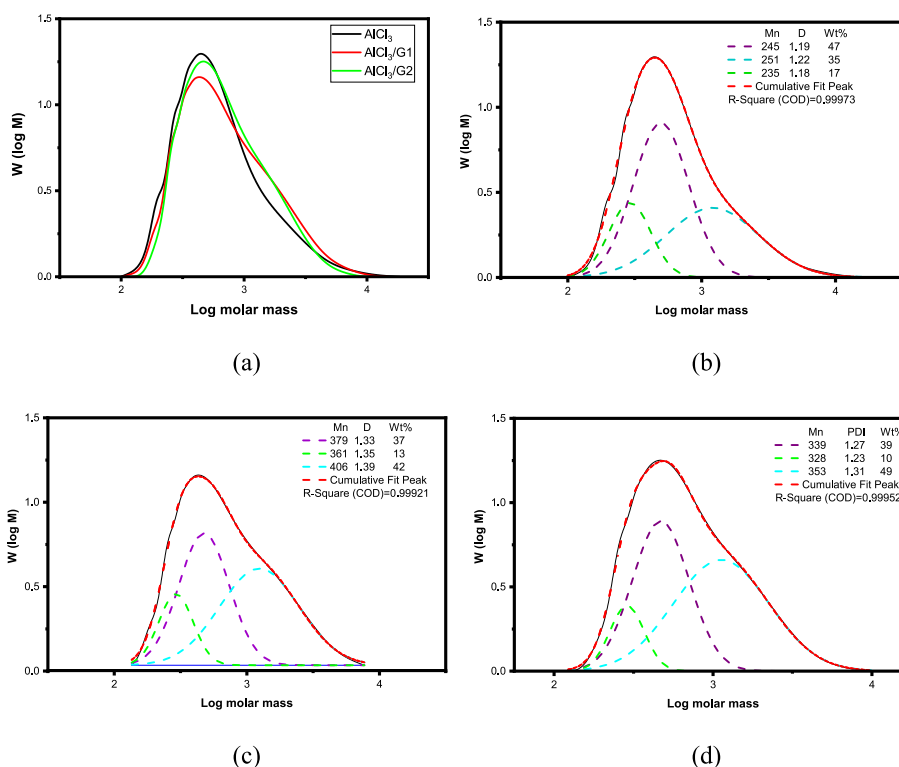 1.5
1.0
0.5
0.0
W (log M)
2
3
4
Log molar mass
AlCl3
AlCl3/G1
AlCl3/G2
(a)
1.5
1.0
0.5
0.0
W (log M)
2
3
4
Log molar mass
Mn D Wt%
245 1.19 47
251 1.22 35
235 1.18 17
Cumulative Fit Peak
R-Square (COD)=0.99973
(b)
1.5
1.0
0.5
0.0
W (log M)
2
3
4
Log molar mass
Mn D Wt%
379 1.33 37
361 1.35 13
406 1.39 42
Cumulative Fit Peak
R-Square (COD)=0.99921
(c)
1.5
1.0
0.5
0.0
W (log M)
2
3
4
Log molar mass
Mn PDI Wt%
339 1.27 39
328 1.23 10
353 1.31 49
Cumulative Fit Peak
R-Square (COD)=0.99952
(d)